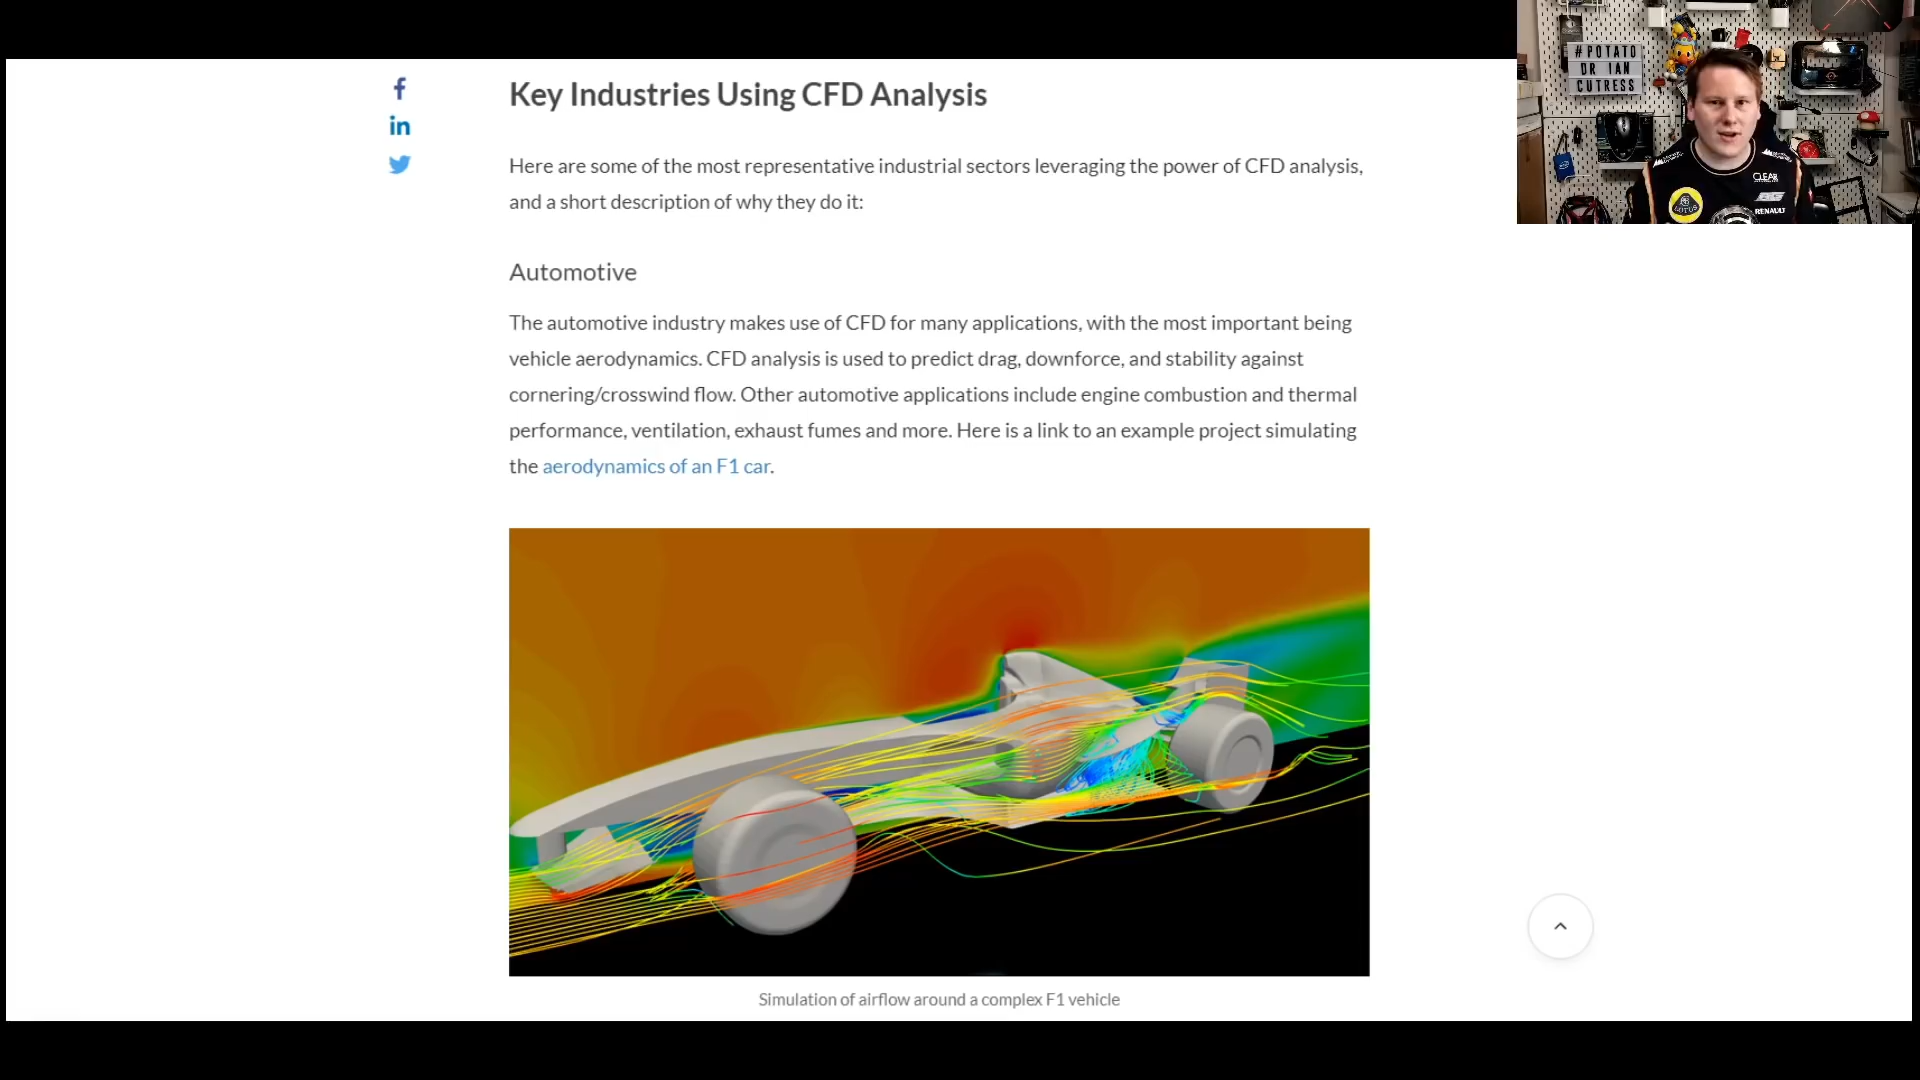 Key Industries Using CFD Analysis
Here are some of the most representative industrial sectors leveraging the power of CFD analysis,
and a short description of why they do it:
Automotive
The automotive industry makes use of CFD for many applications, with the most important being
vehicle aerodynamics. CFD analysis is used to predict drag, downforce, and stability against
cornering/crosswind flow. Other automotive applications include engine combustion and thermal
performance, ventilation, exhaust fumes and more. Here is a link to an example project simulating
the aerodynamics of an F1 car.
Simulation of airflow around a complex F1 vehicle
#POTATO
DR IAN
CUTRESS
CLEAR
LOTUS
RENAULT